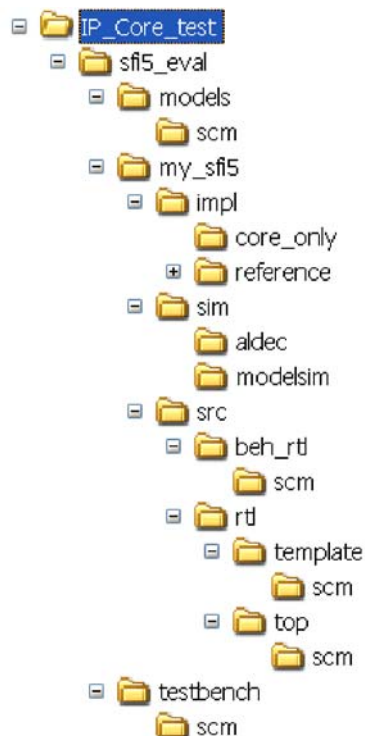 IP_Core_test
sfi5_eval
models
scm
my_sfi5
impl
core_only
reference
sim
aldec
modelsim
src
beh_rtl
scm
rtl
template
scm
top
scm
testbench
scm